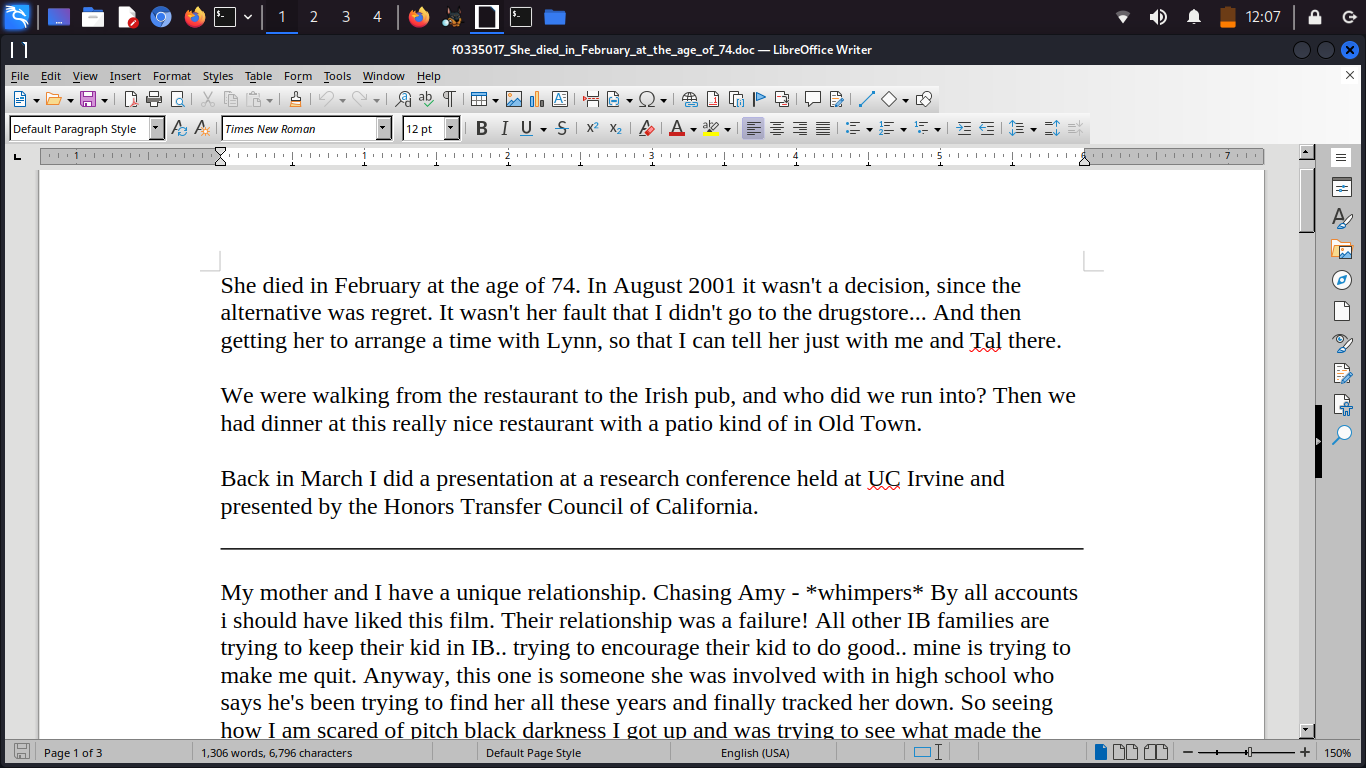 1 2 3 4 12:07
f0335017_She_died_in_February_at_the_age_of_74.doc — LibreOffice Writer
File Edit View Insert Format Styles Table Form Tools Window Help
Default Paragraph Style Times New Roman 12 pt
1 1 2 3 4 5 6 7
She died in February at the age of 74. In August 2001 it wasn't a decision, since the
alternative was regret. It wasn't her fault that I didn't go to the drugstore... And then
getting her to arrange a time with Lynn, so that I can tell her just with me and Tal there.
We were walking from the restaurant to the Irish pub, and who did we run into? Then we
had dinner at this really nice restaurant with a patio kind of in Old Town.
Back in March I did a presentation at a research conference held at UC Irvine and
presented by the Honors Transfer Council of California.
My mother and I have a unique relationship. Chasing Amy - *whimpers* By all accounts
i should have liked this film. Their relationship was a failure! All other IB families are
trying to keep their kid in IB.. trying to encourage their kid to do good.. mine is trying to
make me quit. Anyway, this one is someone she was involved with in high school who
says he's been trying to find her all these years and finally tracked her down. So seeing
how I am scared of pitch black darkness I got up and was trying to see what made the
Page 1 of 3 1,306 words, 6,796 characters Default Page Style English (USA) 150%